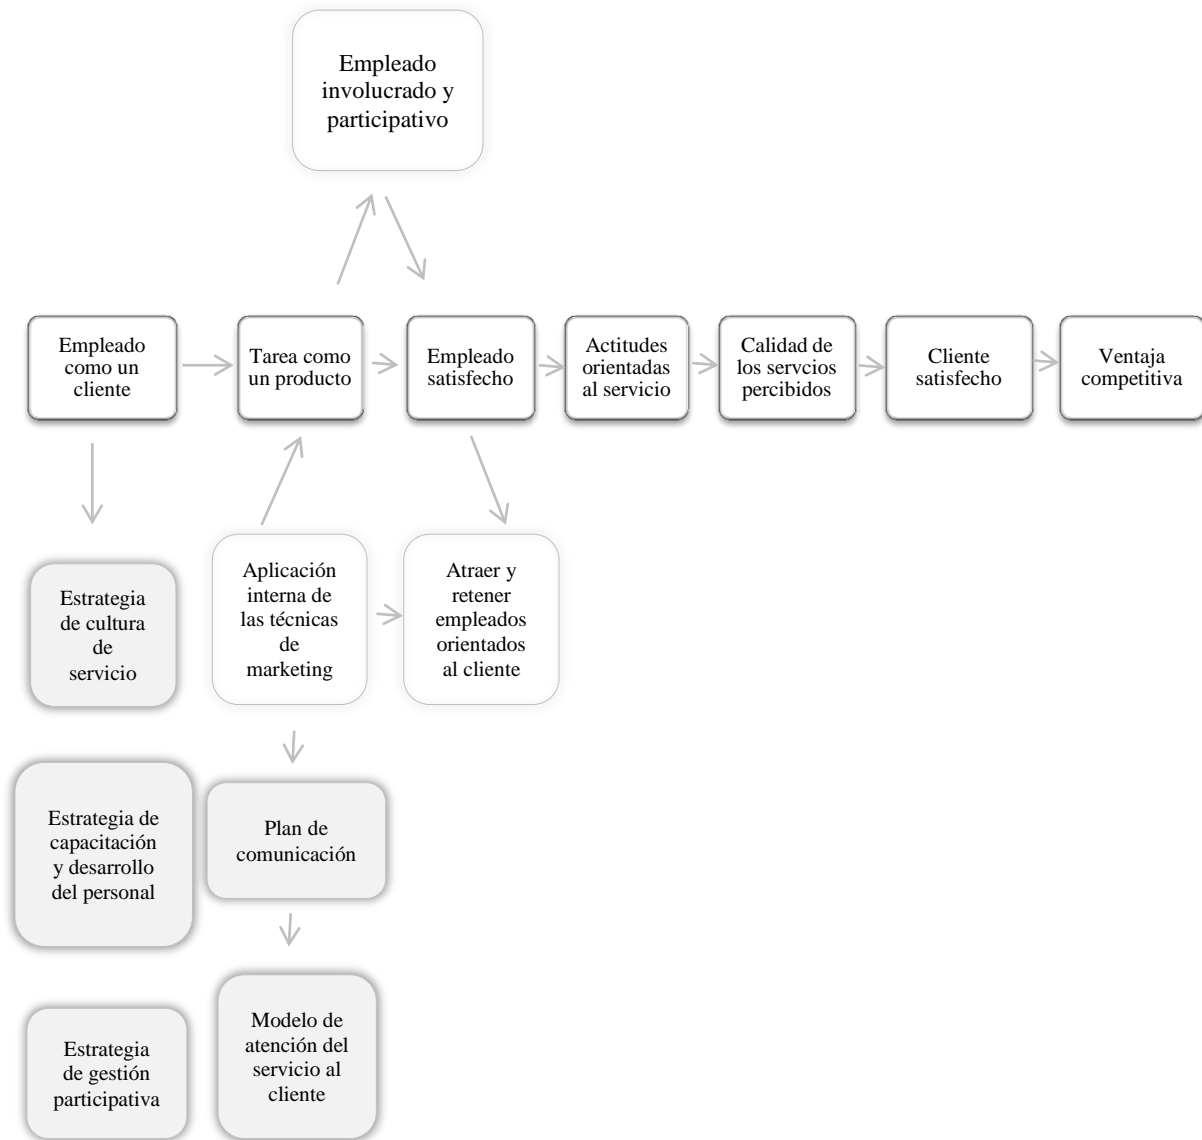 Empleado
involucrado y
participativo
Empleado
como un
cliente
Tarea como
un producto
Empleado
satisfecho
Actitudes
orientadas
al servicio
Calidad de
los servcios
percibidos
Cliente
satisfecho
Ventaja
competitiva
Estrategia
de cultura
de
servicio
Aplicación
interna de
las técnicas
de
marketing
Atraer y
retener
empleados
orientados
al cliente
Estrategia de
capacitación
y desarrollo
del personal
Plan de
comunicación
Estrategia
de gestión
participativa
Modelo de
atención del
servicio al
cliente